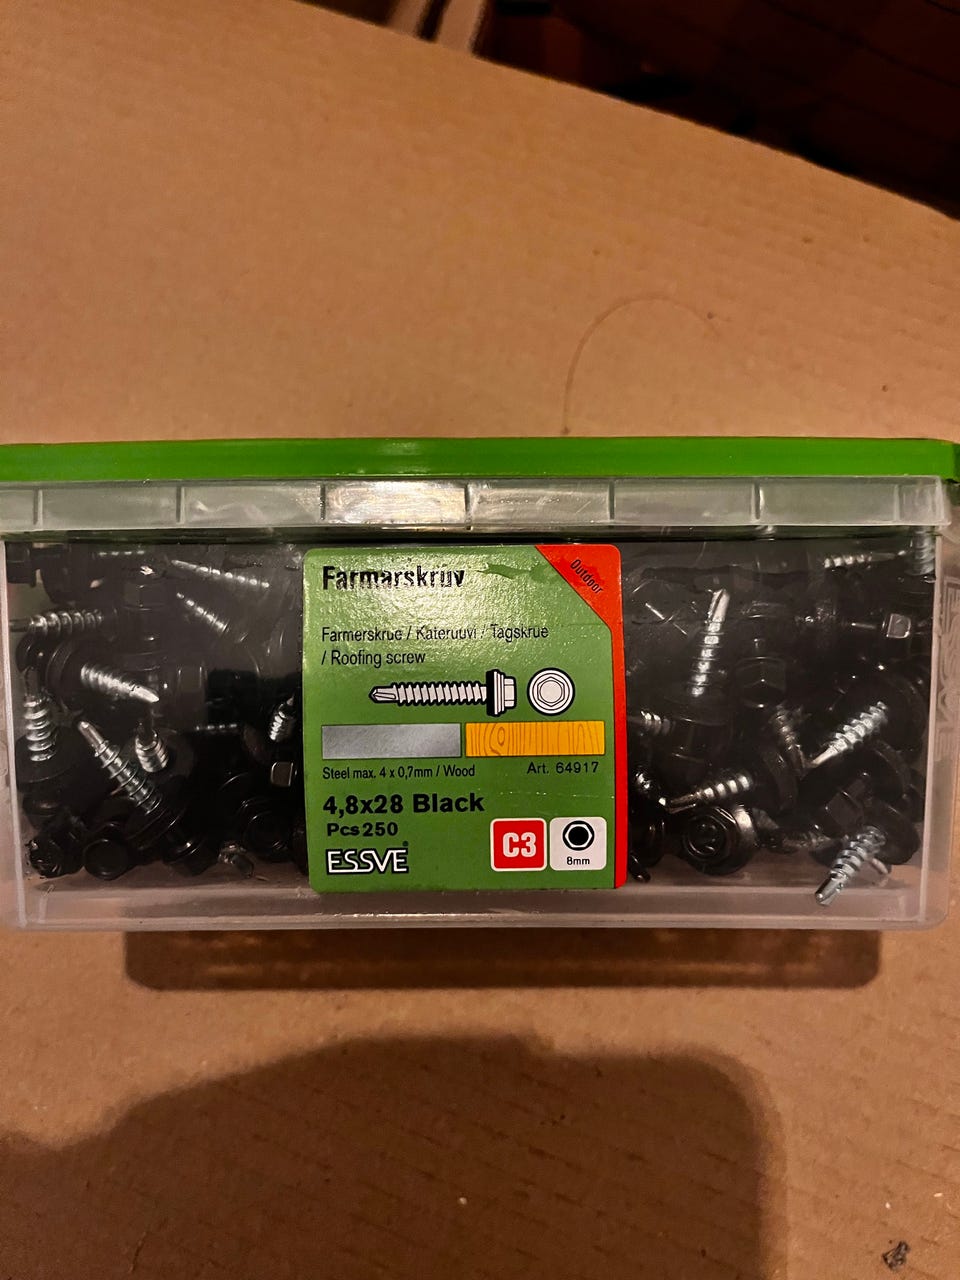 Farmarskruv
Outdoor
Farmerskrue / Kateruuvi / Tagskrue
/ Roofing screw
Steel max. 4 x 0,7mm / Wood
Art. 64917
4,8x28 Black
Pcs 250
ESSVE
C3
8mm